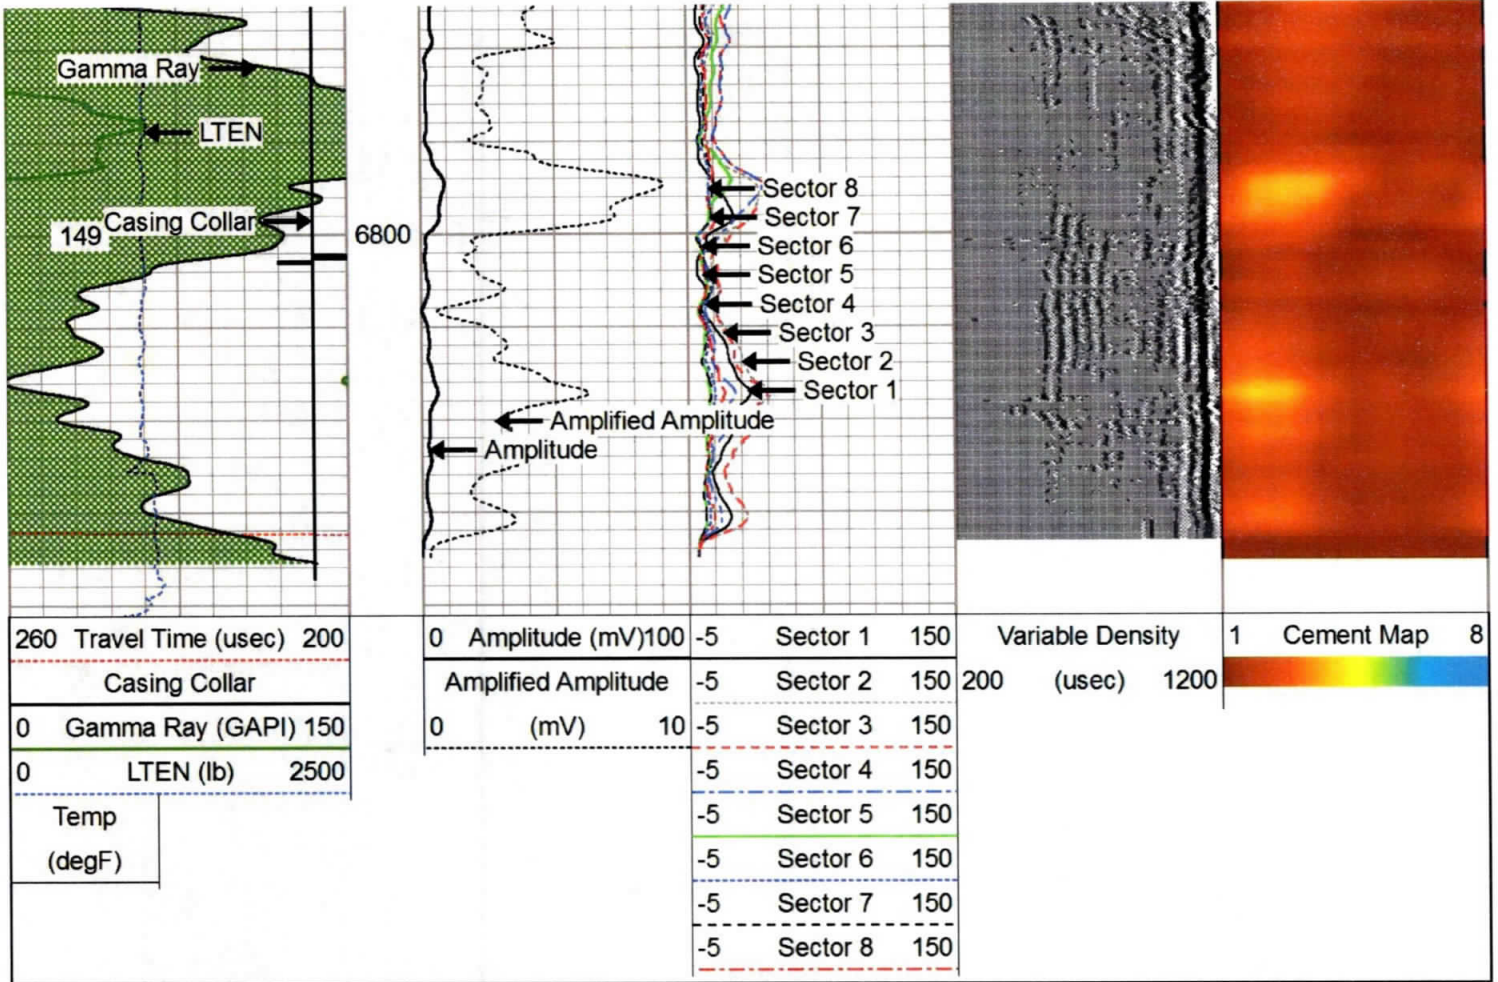 Gamma Ray
LTEN
149
Casing Collar
6800
Sector 8
Sector 7
Sector 6
Sector 5
Sector 4
Sector 3
Sector 2
Sector 1
Amplified Amplitude
Amplitude
260 Travel Time (usec) 200
Casing Collar
0 Gamma Ray (GAPI) 150
0 LTEN (lb) 2500
Temp
(degF)
0 Amplitude (mV) 100
Amplified Amplitude
0 (mV) 10
-5 Sector 1 150
-5 Sector 2 150
-5 Sector 3 150
-5 Sector 4 150
-5 Sector 5 150
-5 Sector 6 150
-5 Sector 7 150
-5 Sector 8 150
Variable Density
200 (usec) 1200
1 Cement Map 8